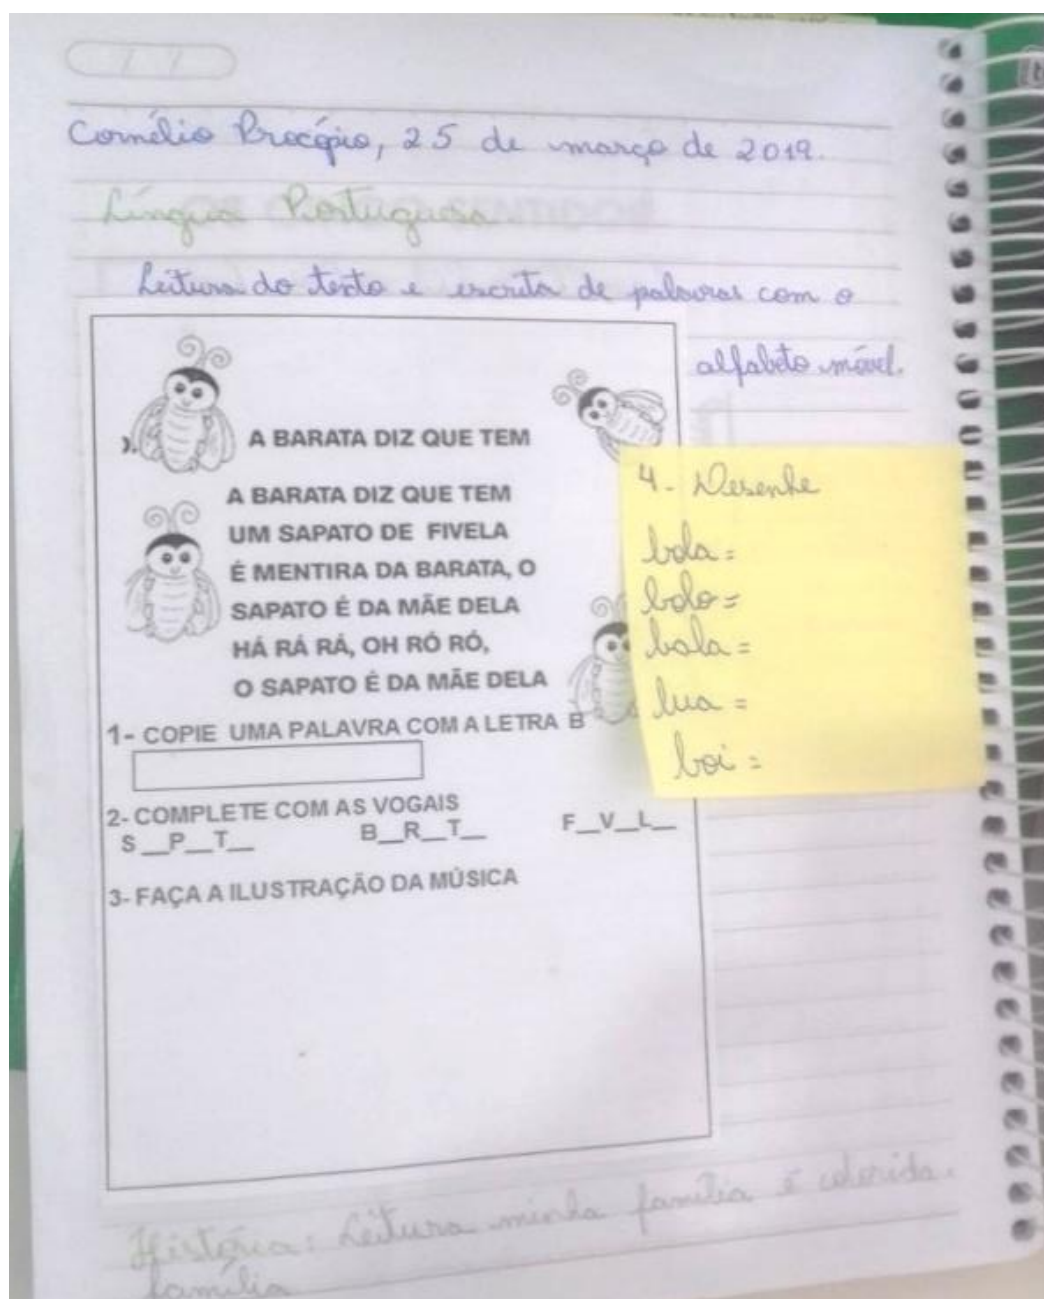 Cornélio Procópio, 25 de março de 2019.
Língua Portuguesa
Leitura do texto e escrita de palavras com o
alfabeto móvel.
A BARATA DIZ QUE TEM
A BARATA DIZ QUE TEM
UM SAPATO DE FIVELA
É MENTIRA DA BARATA, O
SAPATO É DA MÃE DELA
HÁ RÁ RÁ, OH RÓ RÓ,
O SAPATO É DA MÃE DELA
1- COPIE UMA PALAVRA COM A LETRA B
2- COMPLETE COM AS VOGAIS
S__P__T__ B__R__T__ F__V__L__
3- FAÇA A ILUSTRAÇÃO DA MÚSICA
4- Desenhe
bola =
bolo =
bala =
lua =
boi =
História: Leitura minha família é colorida.
família